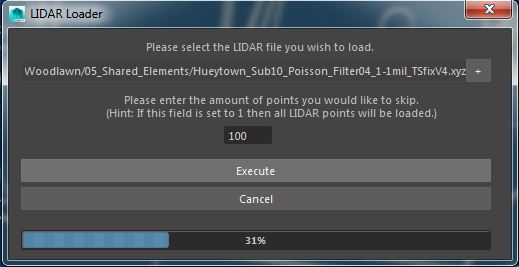 LIDAR Loader
Please select the LIDAR file you wish to load.
Woodlawn/05_Shared_Elements/Hueytown_Sub10_Poisson_Filter04_1-1mil_TSfixV4.xyz +
Please enter the amount of points you would like to skip.
(Hint: If this field is set to 1 then all LIDAR points will be loaded.)
100
Execute
Cancel
31%